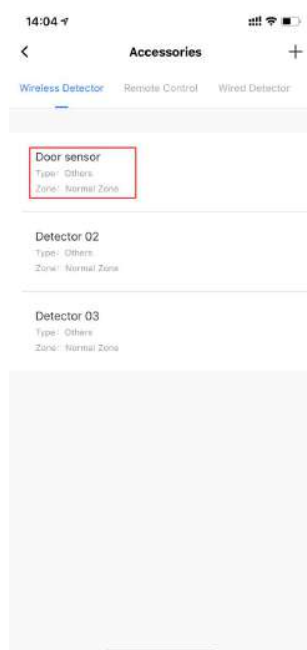 14:04
Accessories
Wireless Detector Remote Control Wired Detector
Door sensor
Type: Others
Zone: Normal Zone
Detector 02
Type: Others
Zone: Normal Zone
Detector 03
Type: Others
Zone: Normal Zone